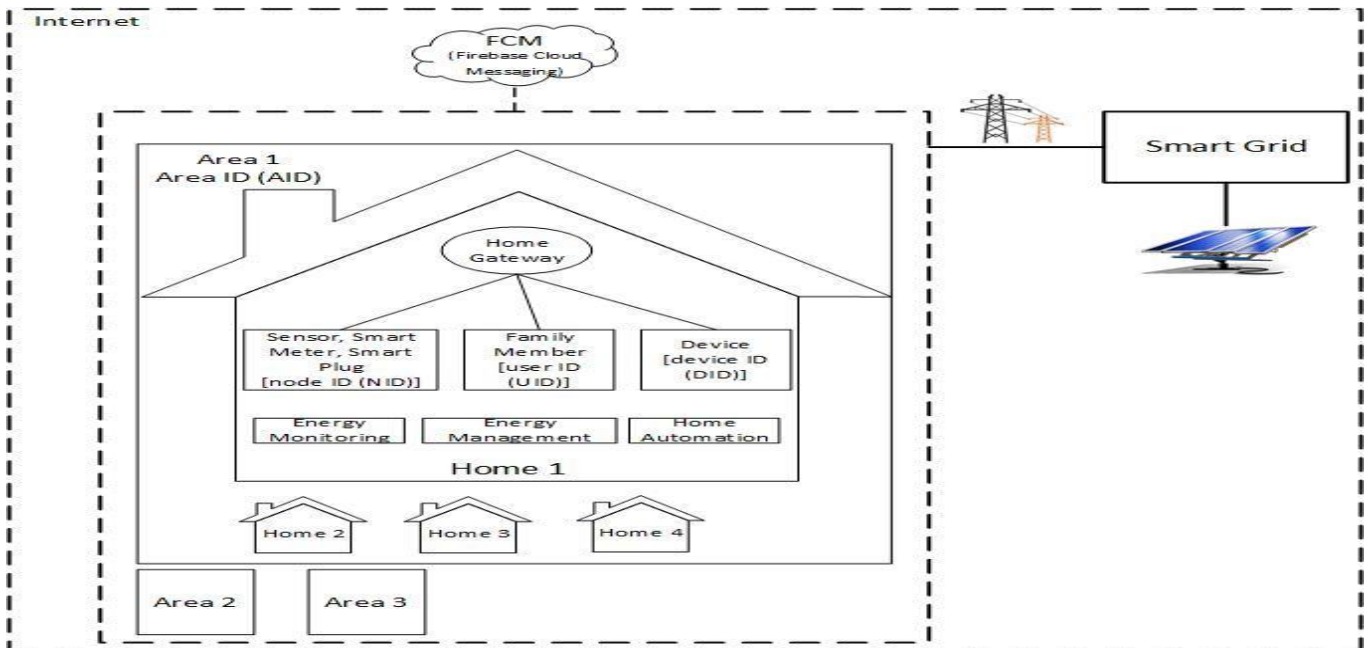 Internet
FCM
(Firebase Cloud
Messaging)
Area 1
Area ID (AID)
Smart Grid
Home
Gateway
Sensor, Smart
Meter, Smart
Plug
[node ID (NID)]
Family
Member
[user ID
(UID)]
Device
[device ID
(DID)]
Energy
Monitoring
Energy
Management
Home
Automation
Home 1
Home 2
Home 3
Home 4
Area 2
Area 3